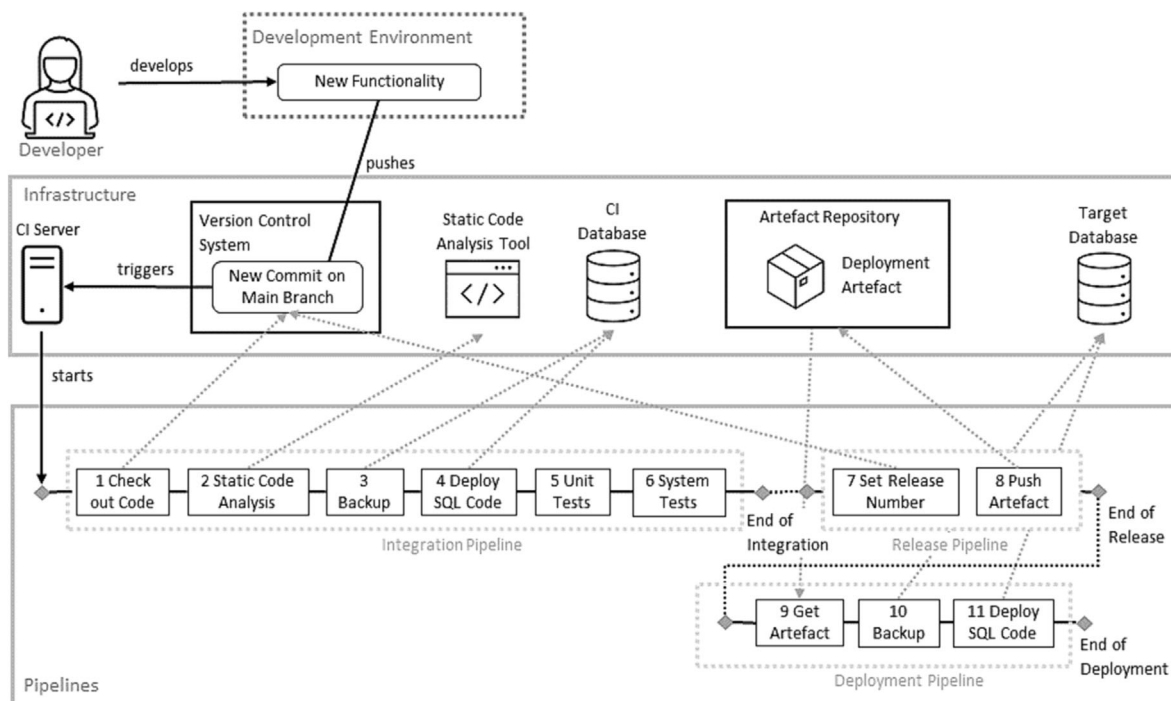 Development Environment
develops
New Functionality
</>
Developer
pushes
Infrastructure
CI Server
Version Control
System
Static Code
Analysis Tool
CI
Database
Artefact Repository
Target
Database
triggers
New Commit on
Main Branch
</>
Deployment
Artefact
starts
1 Check
out Code
2 Static Code
Analysis
3
Backup
4 Deploy
SQL Code
5 Unit
Tests
6 System
Tests
7 Set Release
Number
8 Push
Artefact
End of
Integration
End of
Release
Integration Pipeline
Release Pipeline
9 Get
Artefact
10
Backup
11 Deploy
SQL Code
End of
Deployment
Deployment Pipeline
Pipelines